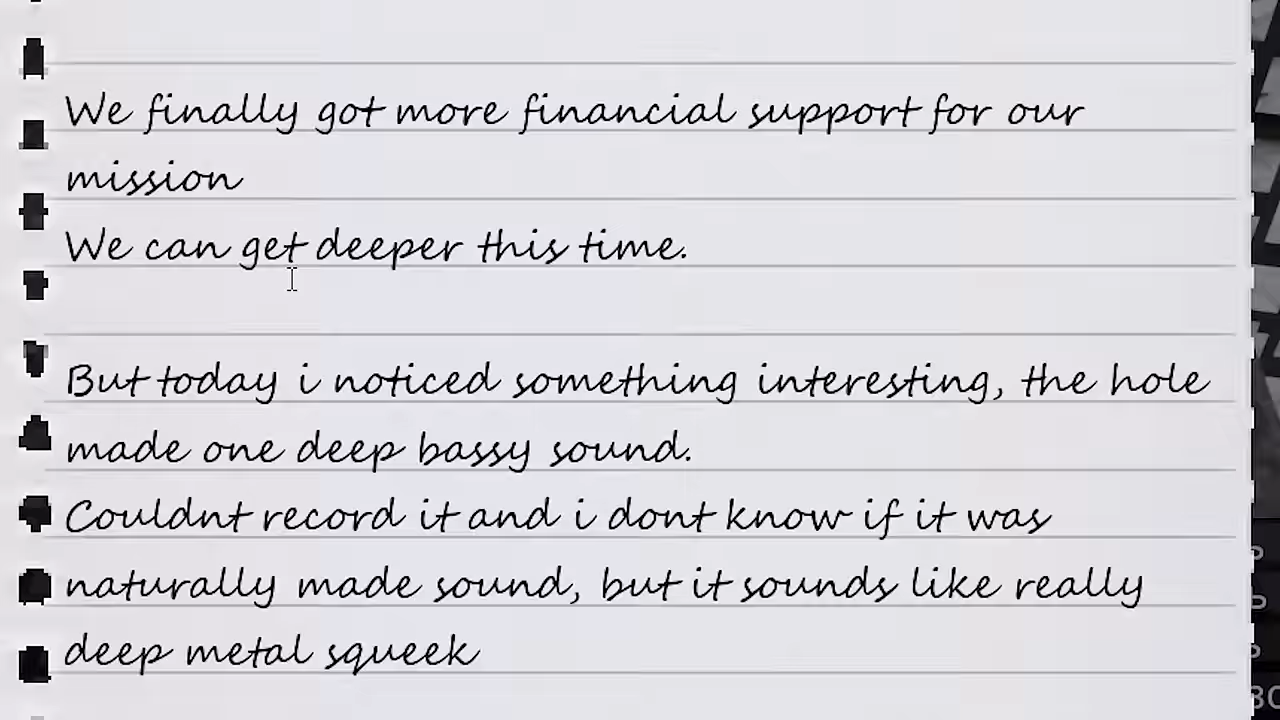 We finally got more financial support for our
mission
We can get deeper this time.
But today i noticed something interesting, the hole
made one deep bassy sound.
Couldnt record it and i dont know if it was
naturally made sound, but it sounds like really
deep metal squeek